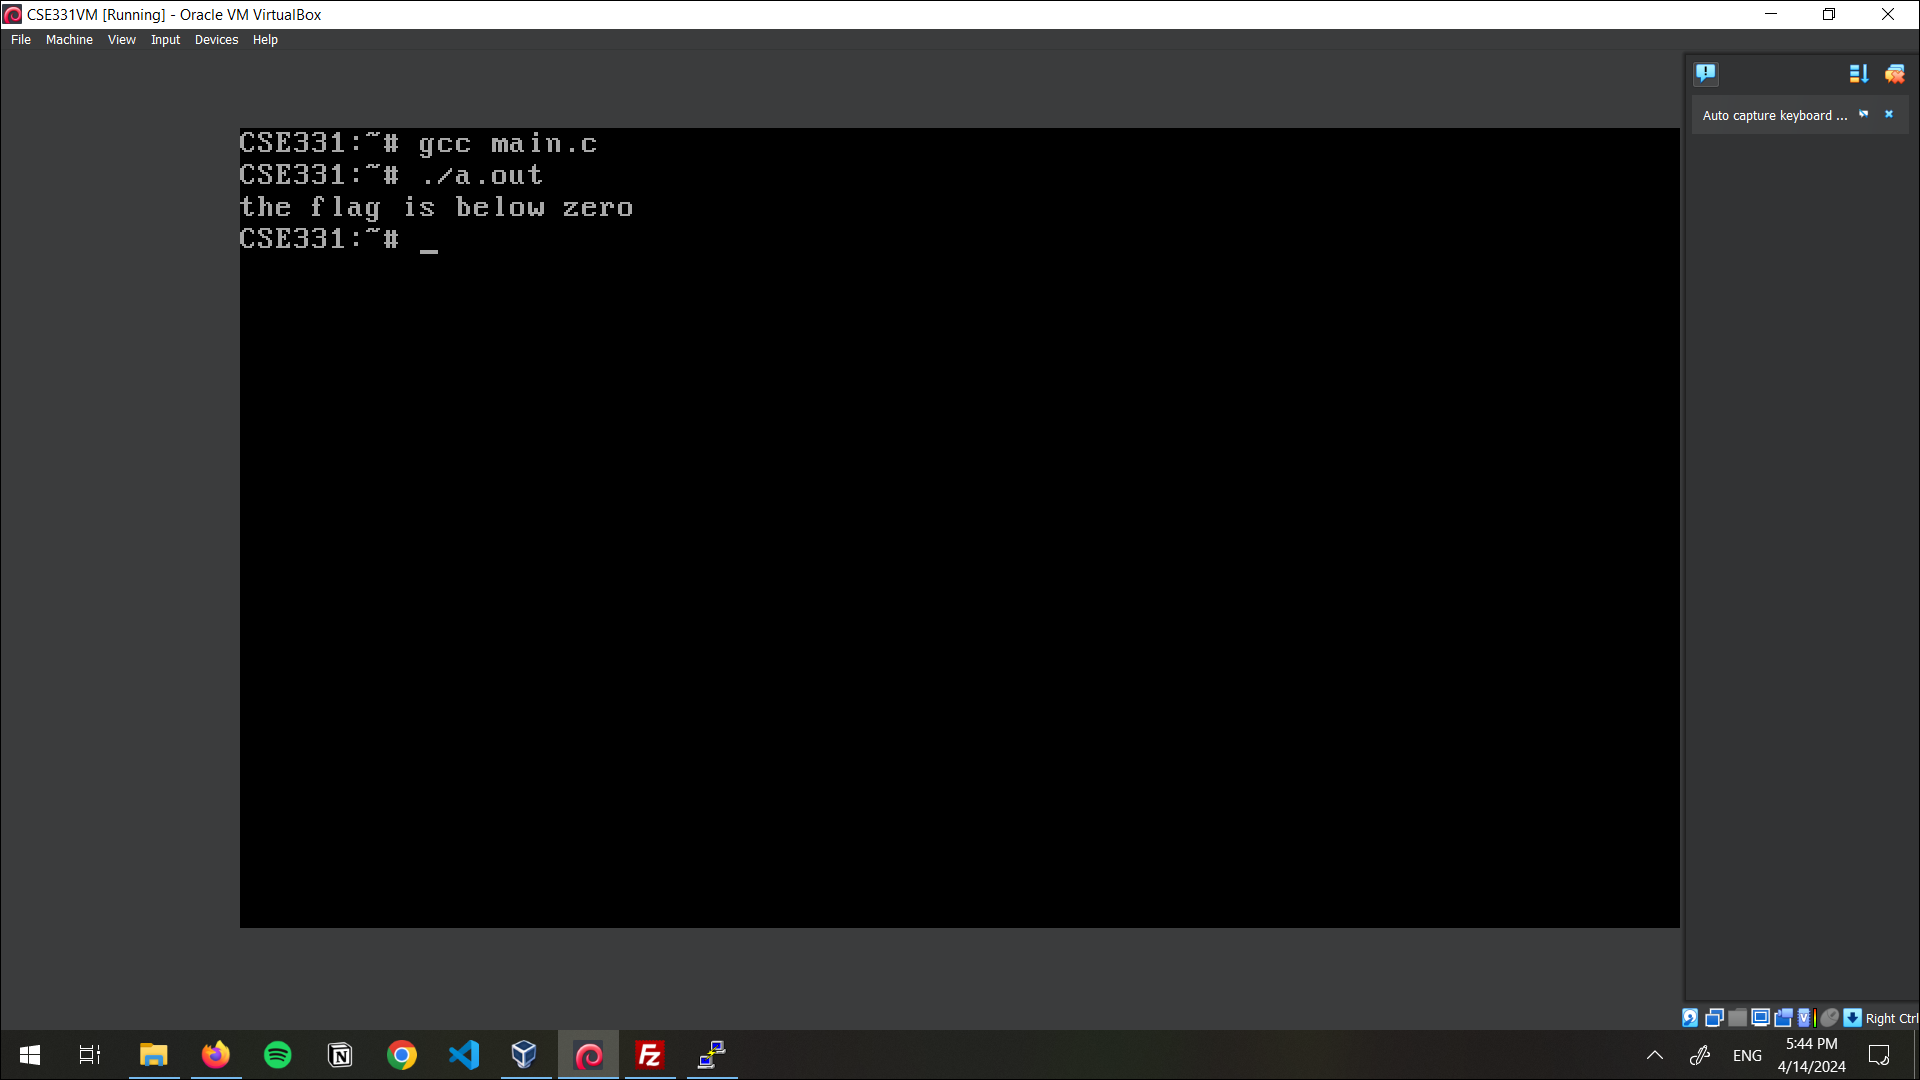 CSE331VM [Running] - Oracle VM VirtualBox
File Machine View Input Devices Help
Auto capture keyboard ...
CSE331:~# gcc main.c
CSE331:~# ./a.out
the flag is below zero
CSE331:~# _
Right Ctrl
ENG
5:44 PM
4/14/2024